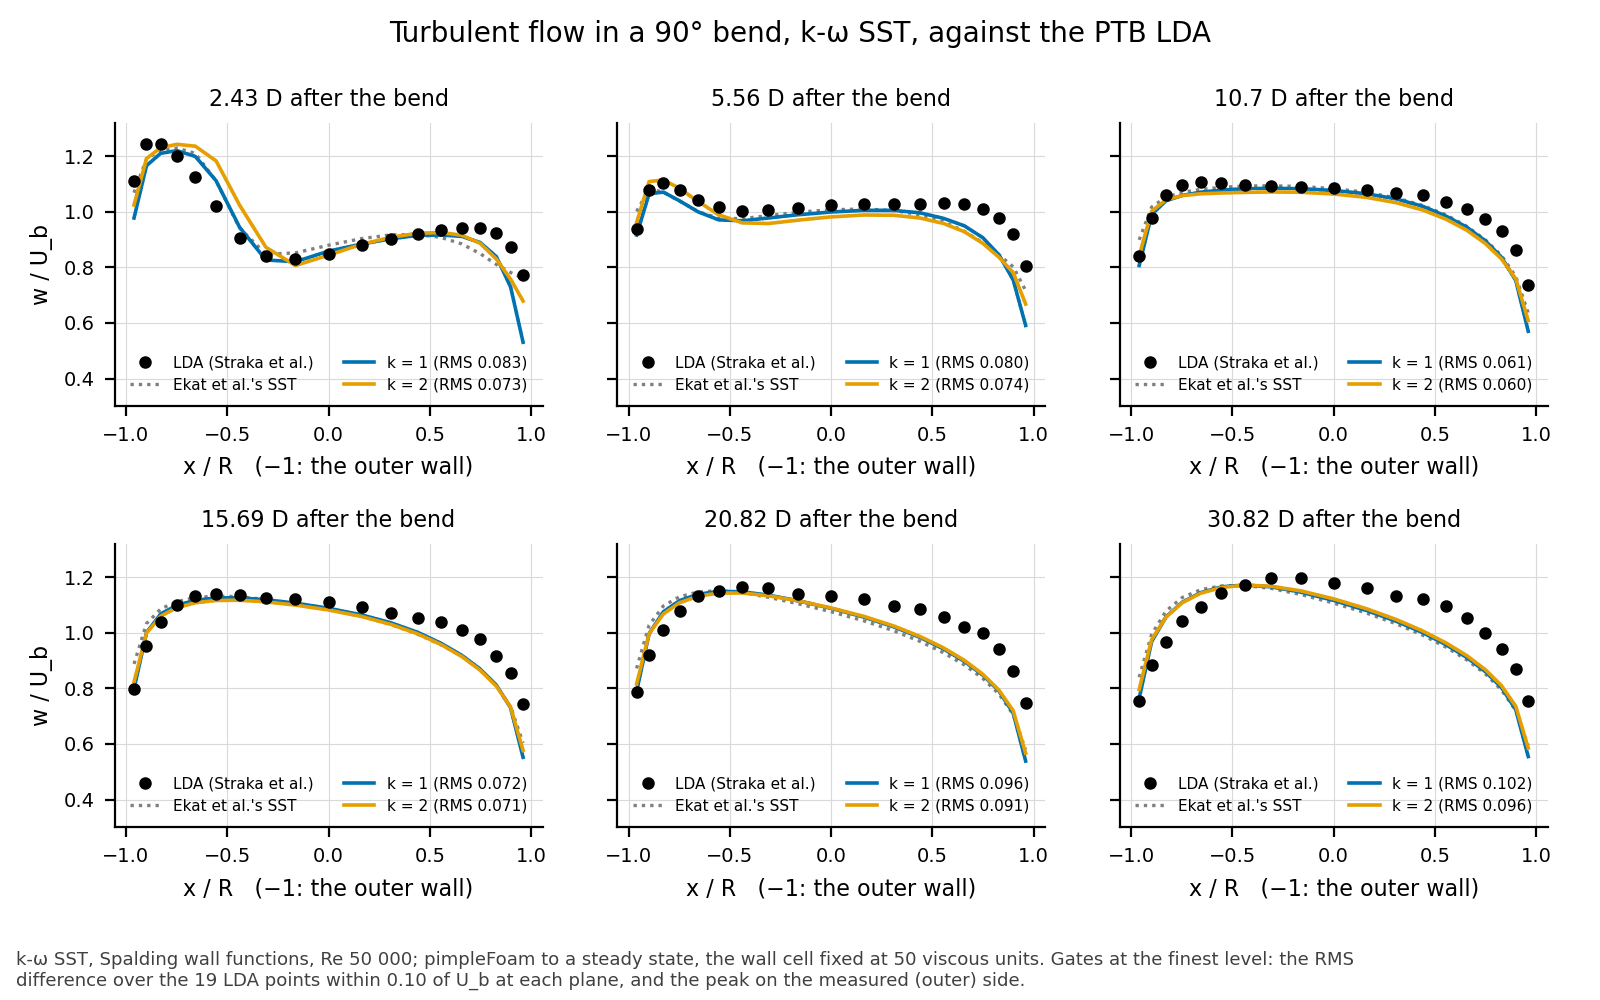 Turbulent flow in a 90° bend, k-ω SST, against the PTB LDA
2.43 D after the bend
w / U_b
1.2
1.0
0.8
0.6
0.4
LDA (Straka et al.)
Ekat et al.'s SST
k = 1 (RMS 0.083)
k = 2 (RMS 0.073)
−1.0 −0.5 0.0 0.5 1.0
x / R (−1: the outer wall)
5.56 D after the bend
LDA (Straka et al.)
Ekat et al.'s SST
k = 1 (RMS 0.080)
k = 2 (RMS 0.074)
−1.0 −0.5 0.0 0.5 1.0
x / R (−1: the outer wall)
10.7 D after the bend
LDA (Straka et al.)
Ekat et al.'s SST
k = 1 (RMS 0.061)
k = 2 (RMS 0.060)
−1.0 −0.5 0.0 0.5 1.0
x / R (−1: the outer wall)
15.69 D after the bend
w / U_b
1.2
1.0
0.8
0.6
0.4
LDA (Straka et al.)
Ekat et al.'s SST
k = 1 (RMS 0.072)
k = 2 (RMS 0.071)
−1.0 −0.5 0.0 0.5 1.0
x / R (−1: the outer wall)
20.82 D after the bend
LDA (Straka et al.)
Ekat et al.'s SST
k = 1 (RMS 0.096)
k = 2 (RMS 0.091)
−1.0 −0.5 0.0 0.5 1.0
x / R (−1: the outer wall)
30.82 D after the bend
LDA (Straka et al.)
Ekat et al.'s SST
k = 1 (RMS 0.102)
k = 2 (RMS 0.096)
−1.0 −0.5 0.0 0.5 1.0
x / R (−1: the outer wall)
k-ω SST, Spalding wall functions, Re 50 000; pimpleFoam to a steady state, the wall cell fixed at 50 viscous units. Gates at the finest level: the RMS
difference over the 19 LDA points within 0.10 of U_b at each plane, and the peak on the measured (outer) side.